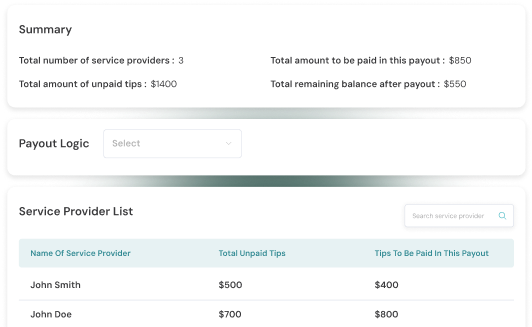 Summary
Total number of service providers : 3
Total amount to be paid in this payout : $850
Total amount of unpaid tips : $1400
Total remaining balance after payout : $550
Payout Logic
Select
Service Provider List
Search service provider
Name Of Service Provider Total Unpaid Tips Tips To Be Paid In This Payout
John Smith $500 $400
John Doe $700 $800